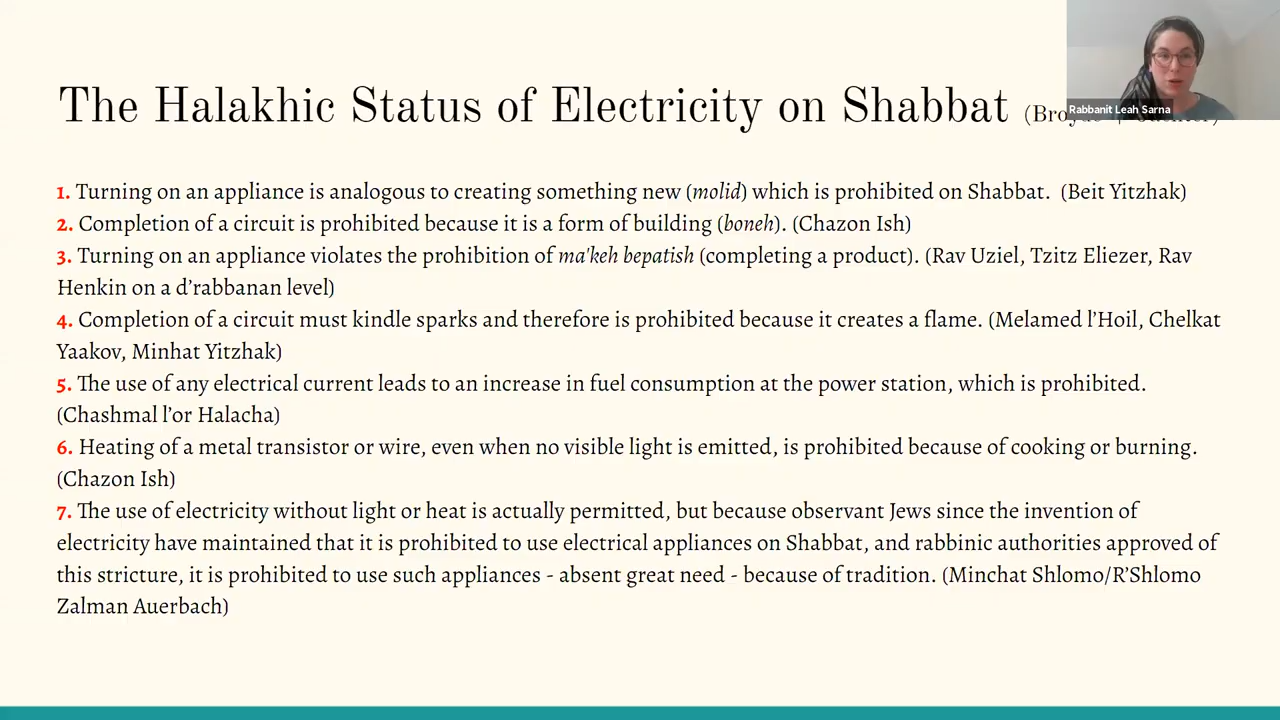 The Halakhic Status of Electricity on Shabbat
Rabbanit Leah Sarna
1. Turning on an appliance is analogous to creating something new (molid) which is prohibited on Shabbat. (Beit Yitzhak)
2. Completion of a circuit is prohibited because it is a form of building (boneh). (Chazon Ish)
3. Turning on an appliance violates the prohibition of ma'keh bepatish (completing a product). (Rav Uziel, Tzitz Eliezer, Rav
Henkin on a d’rabbanan level)
4. Completion of a circuit must kindle sparks and therefore is prohibited because it creates a flame. (Melamed l’Hoil, Chelkat
Yaakov, Minhat Yitzhak)
5. The use of any electrical current leads to an increase in fuel consumption at the power station, which is prohibited.
(Chashmal l’or Halacha)
6. Heating of a metal transistor or wire, even when no visible light is emitted, is prohibited because of cooking or burning.
(Chazon Ish)
7. The use of electricity without light or heat is actually permitted, but because observant Jews since the invention of
electricity have maintained that it is prohibited to use electrical appliances on Shabbat, and rabbinic authorities approved of
this stricture, it is prohibited to use such appliances - absent great need - because of tradition. (Minchat Shlomo/R’Shlomo
Zalman Auerbach)